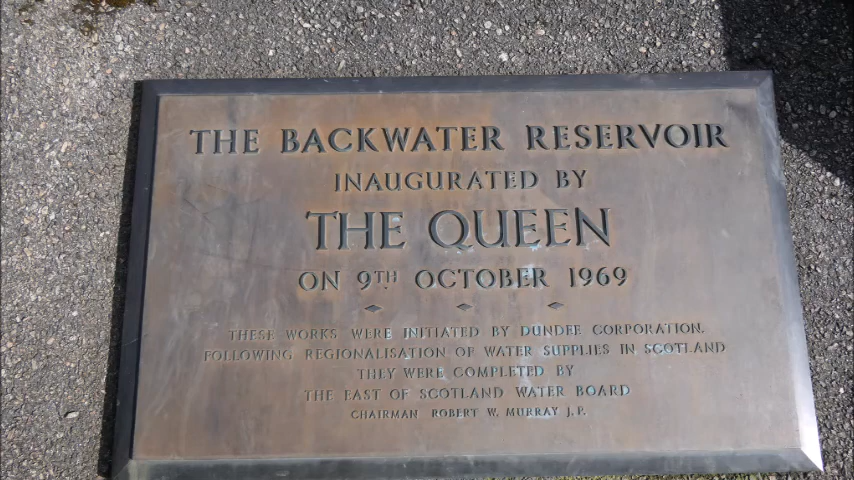 THE BACKWATER RESERVOIR
INAUGURATED BY
THE QUEEN
ON 9TH OCTOBER 1969
THESE WORKS WERE INITIATED BY DUNDEE CORPORATION.
FOLLOWING REGIONALISATION OF WATER SUPPLIES IN SCOTLAND
THEY WERE COMPLETED BY
THE EAST OF SCOTLAND WATER BOARD
CHAIRMAN ROBERT W. MURRAY J.P.